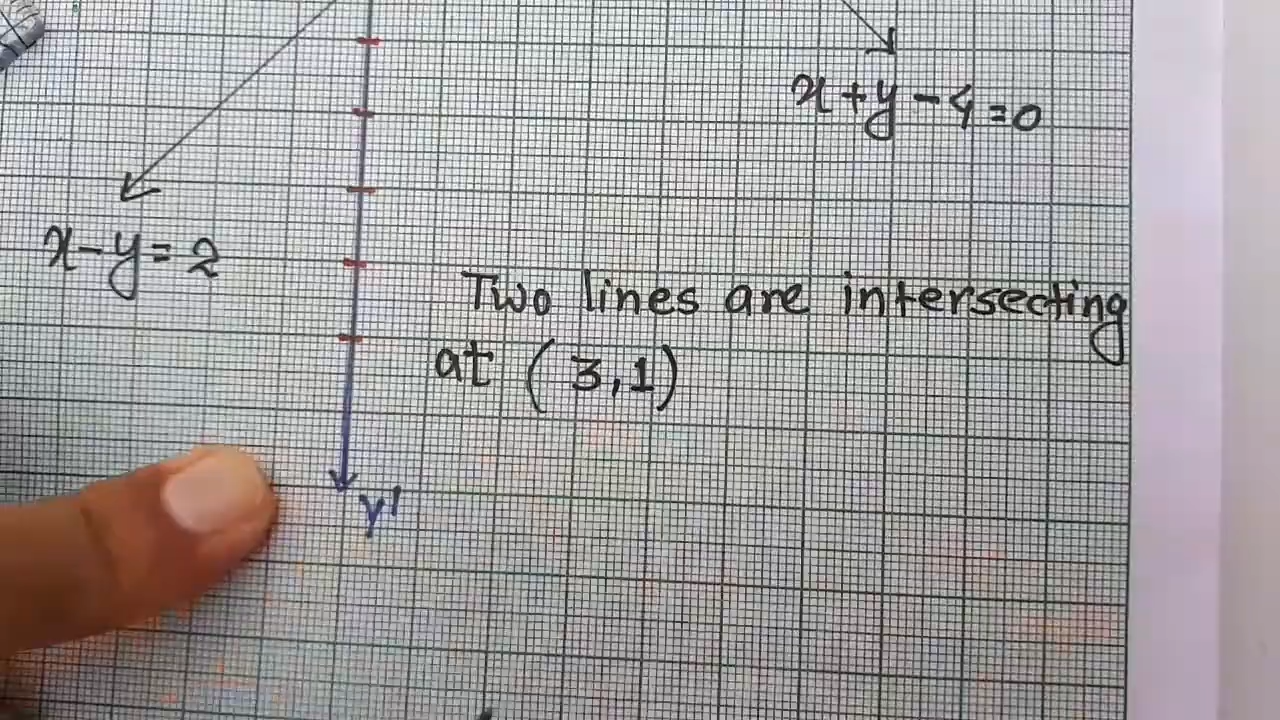 x+y-4=0
x-y=2
Two lines are intersecting
at (3,1)
y'